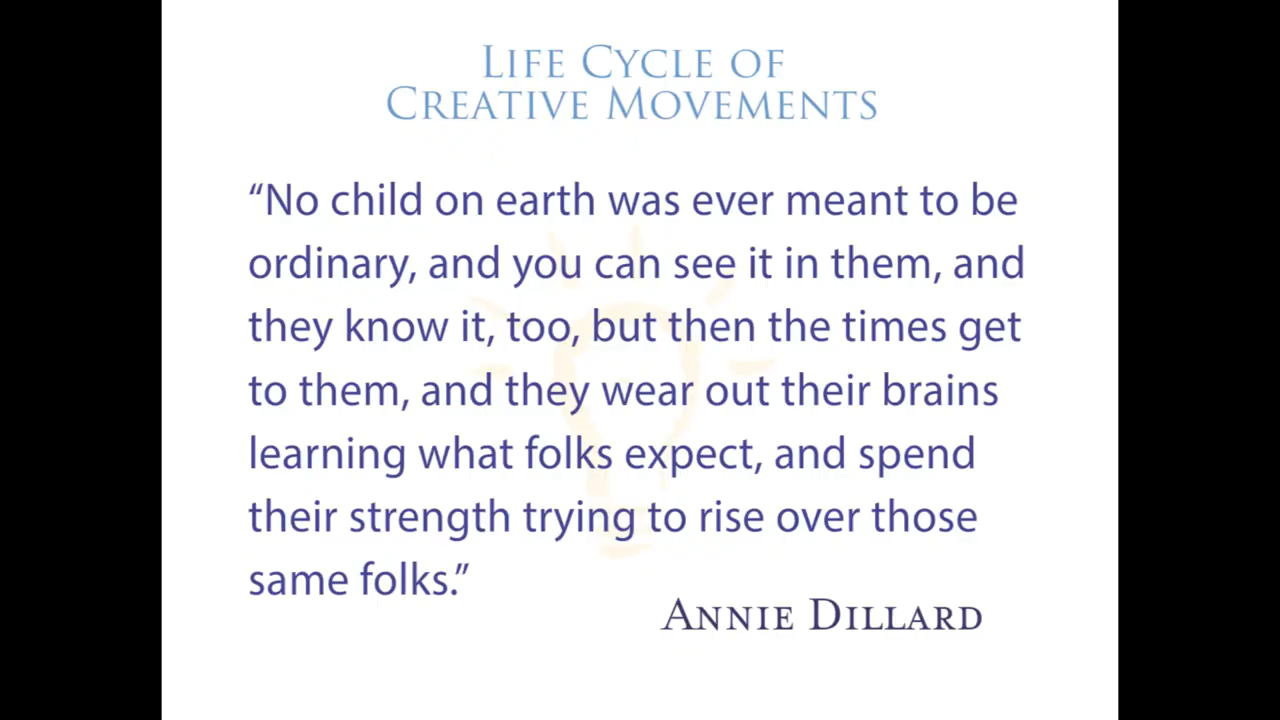 Life Cycle of
Creative Movements
“No child on earth was ever meant to be
ordinary, and you can see it in them, and
they know it, too, but then the times get
to them, and they wear out their brains
learning what folks expect, and spend
their strength trying to rise over those
same folks.”
Annie Dillard